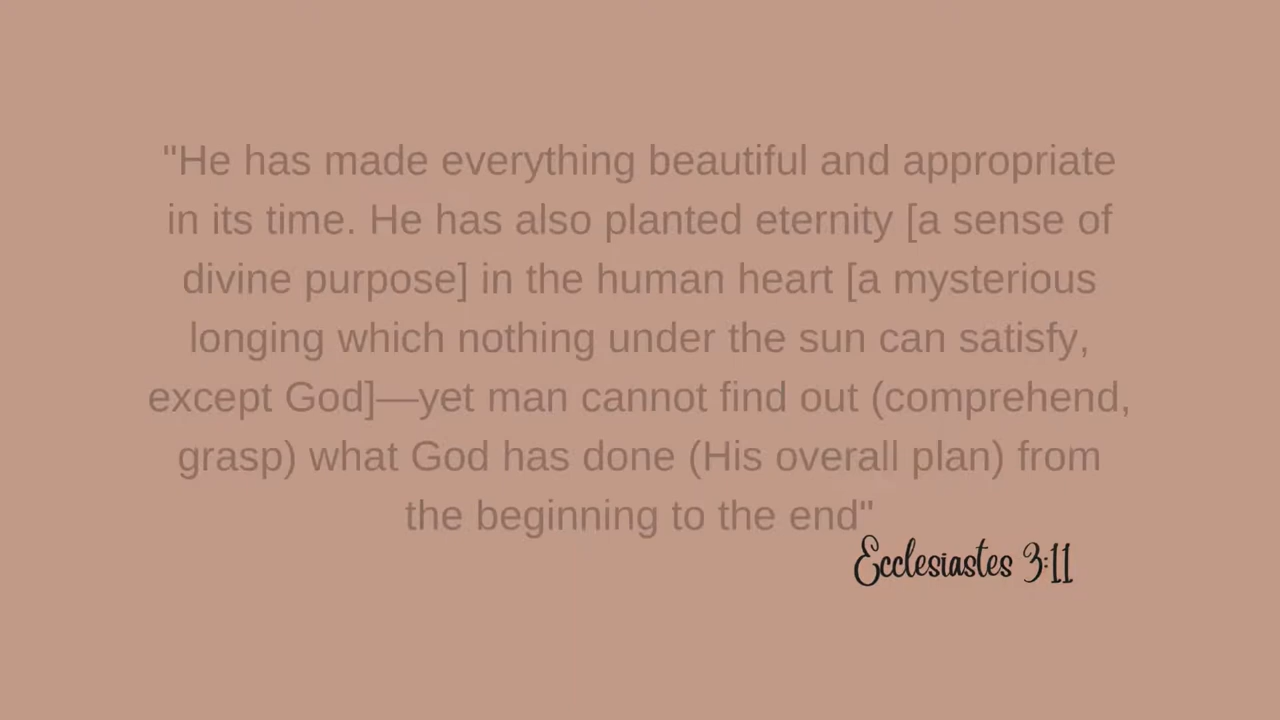 "He has made everything beautiful and appropriate
in its time. He has also planted eternity [a sense of
divine purpose] in the human heart [a mysterious
longing which nothing under the sun can satisfy,
except God]—yet man cannot find out (comprehend,
grasp) what God has done (His overall plan) from
the beginning to the end"
Ecclesiastes 3:11